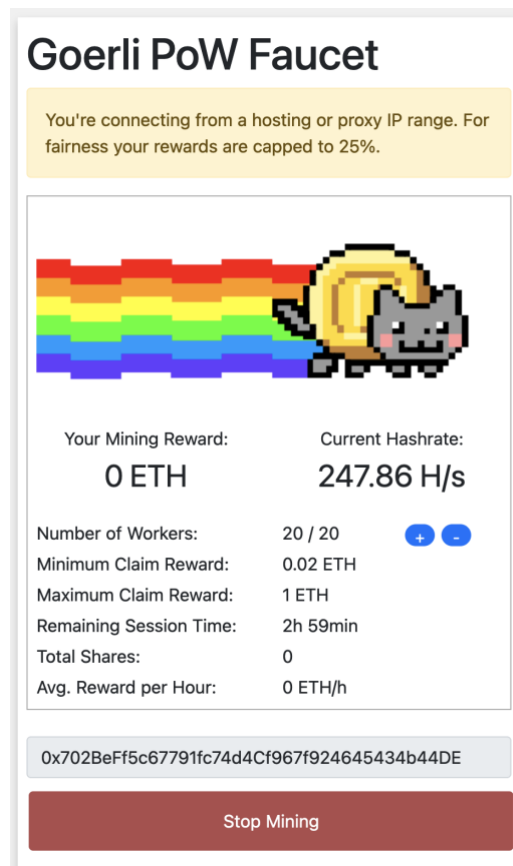 Goerli PoW Faucet
You're connecting from a hosting or proxy IP range. For
fairness your rewards are capped to 25%.
Your Mining Reward: Current Hashrate:
0 ETH 247.86 H/s
Number of Workers: 20 / 20 + -
Minimum Claim Reward: 0.02 ETH
Maximum Claim Reward: 1 ETH
Remaining Session Time: 2h 59min
Total Shares: 0
Avg. Reward per Hour: 0 ETH/h
0x702BeFf5c67791fc74d4Cf967f924645434b44DE
Stop Mining